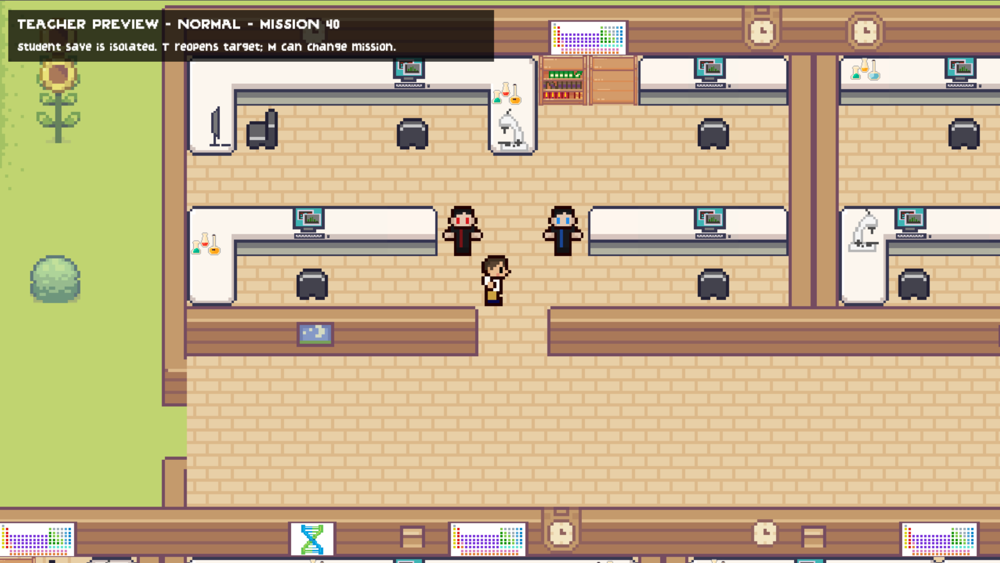 TEACHER PREVIEW - NORMAL - MISSION 40
Student save is isolated. T reopens target; M can change mission.